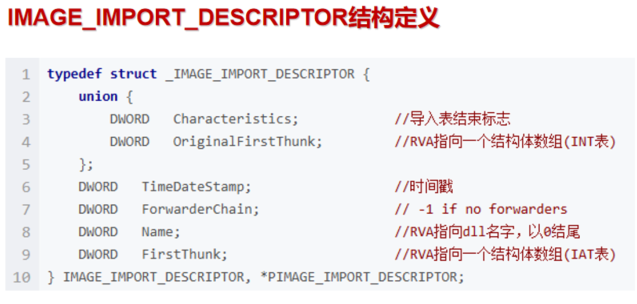 IMAGE_IMPORT_DESCRIPTOR结构定义
1 typedef struct _IMAGE_IMPORT_DESCRIPTOR {
2     union {
3         DWORD   Characteristics;            //导入表结束标志
4         DWORD   OriginalFirstThunk;         //RVA指向一个结构体数组(INT表)
5     };
6     DWORD   TimeDateStamp;                  //时间戳
7     DWORD   ForwarderChain;                 // -1 if no forwarders
8     DWORD   Name;                           //RVA指向dll名字，以0结尾
9     DWORD   FirstThunk;                     //RVA指向一个结构体数组(IAT表)
10 } IMAGE_IMPORT_DESCRIPTOR, *PIMAGE_IMPORT_DESCRIPTOR;